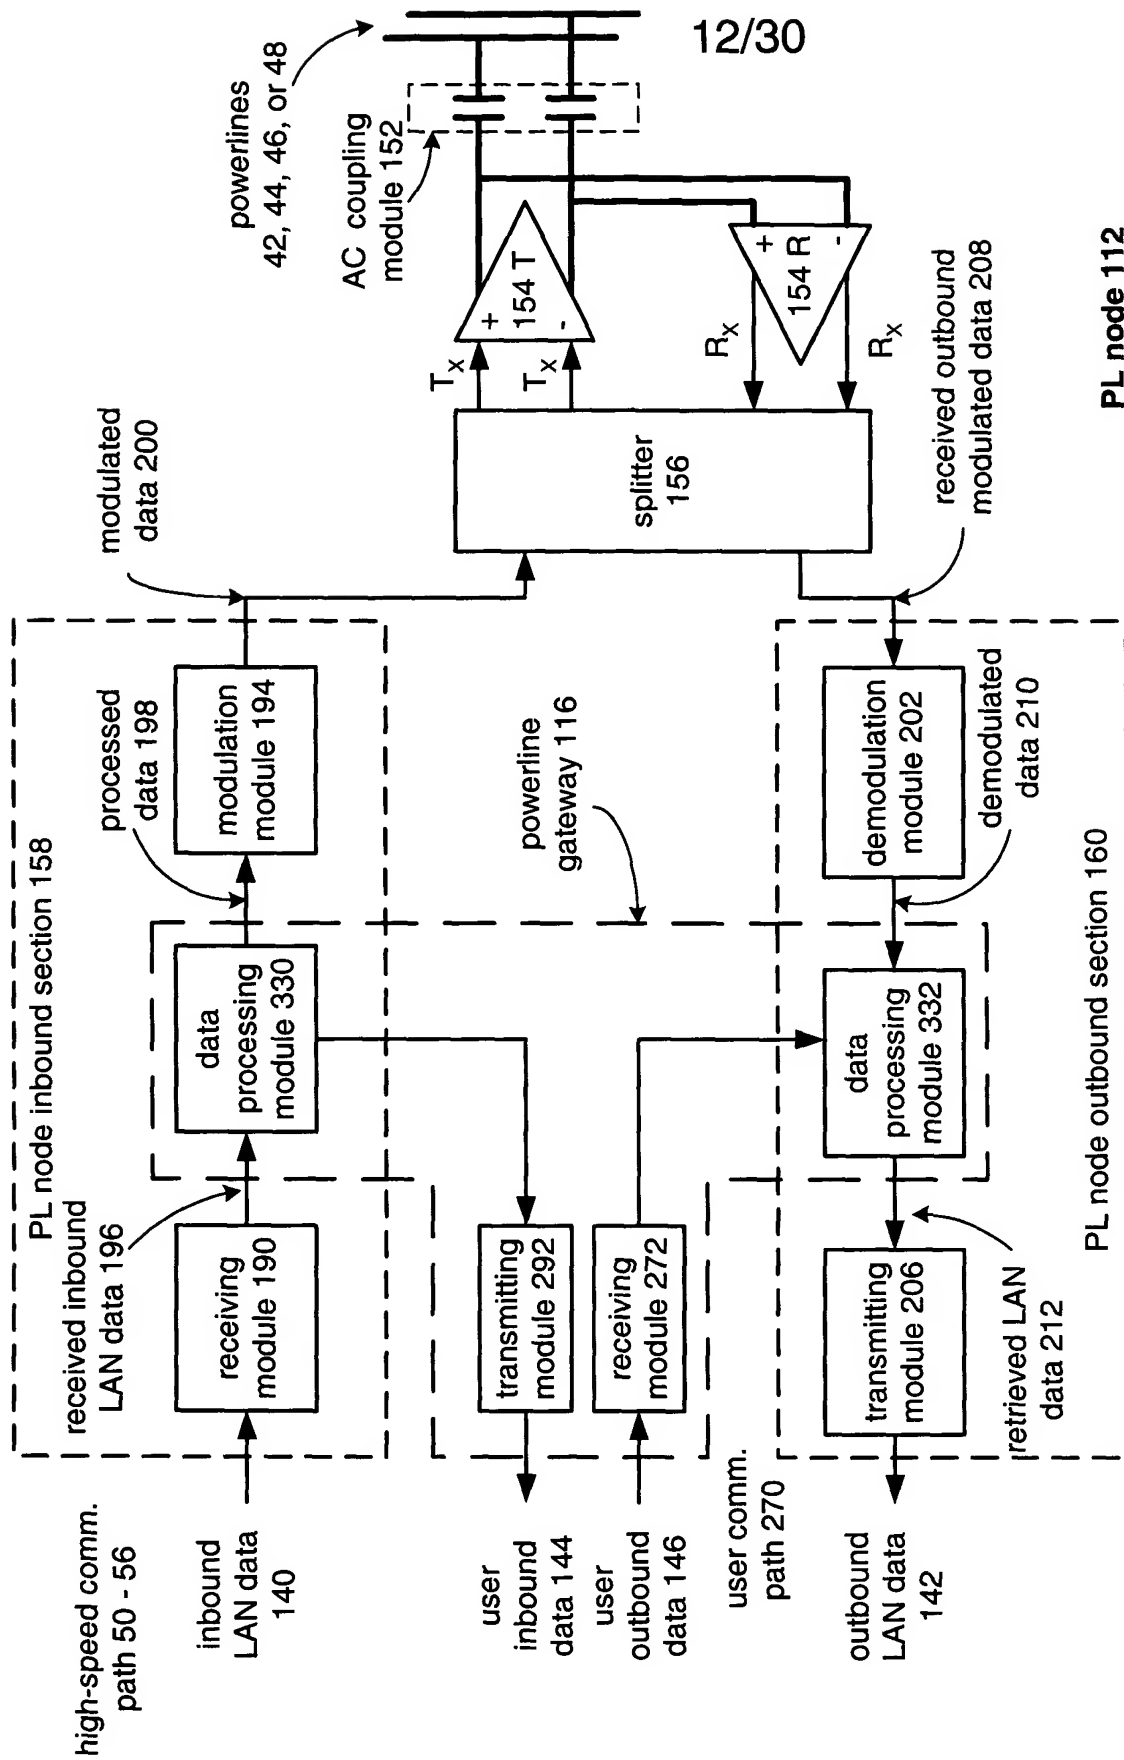 12/30
powerlines
42, 44, 46, or 48
AC coupling
module 152
modulated
data 200
Tx
Tx
+
154 T
-
+
154 R
-
Rx
Rx
splitter
156
received outbound
modulated data 208
PL node 112
PL node inbound section 158
processed
data 198
modulation
module 194
data
processing
module 330
received inbound
LAN data 196
receiving
module 190
powerline
gateway 116
transmitting
module 292
receiving
module 272
demodulation
module 202
demodulated
data 210
data
processing
module 332
transmitting
module 206
retrieved LAN
data 212
PL node outbound section 160
high-speed comm.
path 50 - 56
inbound
LAN data
140
user
inbound
data 144
user
outbound
data 146
user comm.
path 270
outbound
LAN data
142